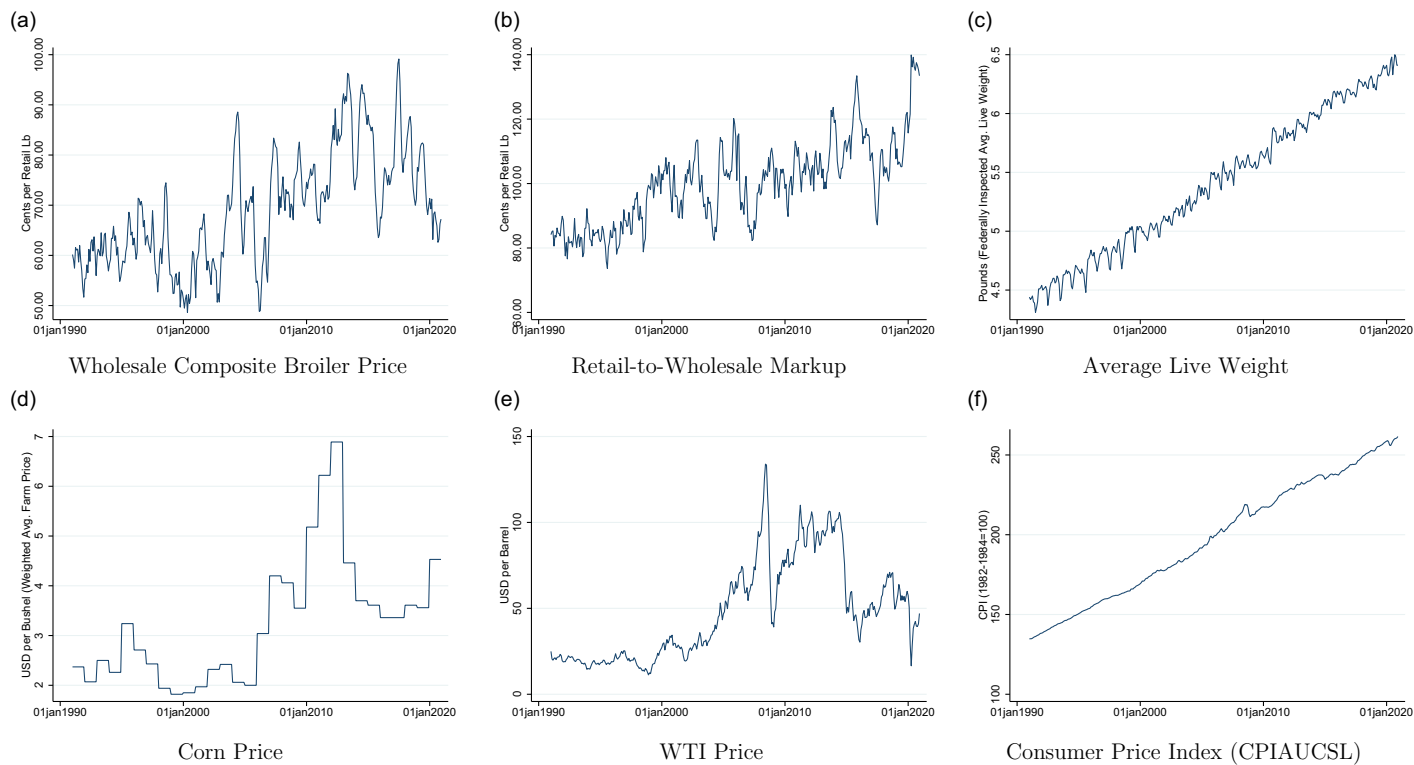 (a)
Cents per Retail Lb
100.00
90.00
80.00
70.00
60.00
50.00
01jan1990 01jan2000 01jan2010 01jan2020
Wholesale Composite Broiler Price
(b)
Cents per Retail Lb
140.00
120.00
100.00
80.00
60.00
01jan1990 01jan2000 01jan2010 01jan2020
Retail-to-Wholesale Markup
(c)
Pounds (Federally Inspected Avg. Live Weight)
6.5
6
5.5
5
4.5
01jan1990 01jan2000 01jan2010 01jan2020
Average Live Weight
(d)
USD per Bushel (Weighted Avg. Farm Price)
7
6
5
4
3
2
01jan1990 01jan2000 01jan2010 01jan2020
Corn Price
(e)
USD per Barrel
150
100
50
0
01jan1990 01jan2000 01jan2010 01jan2020
WTI Price
(f)
CPI (1982-1984=100)
250
200
150
100
01jan1990 01jan2000 01jan2010 01jan2020
Consumer Price Index (CPIAUCSL)